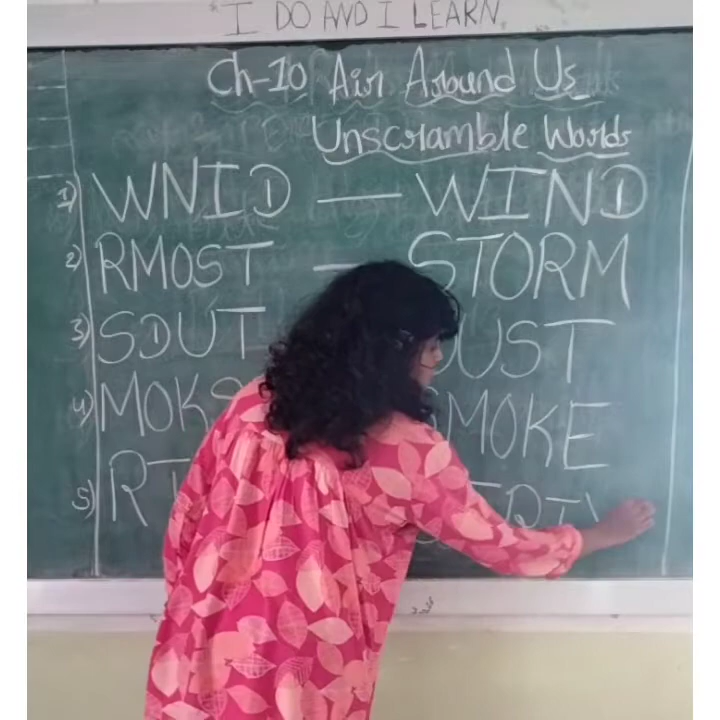 I DO AND I LEARN
Ch-10 Air Around Us
Unscramble Words
1) WNID — WIND
2) RMOST — STORM
3) SDUT UST
4) MOKS MOKE
5)